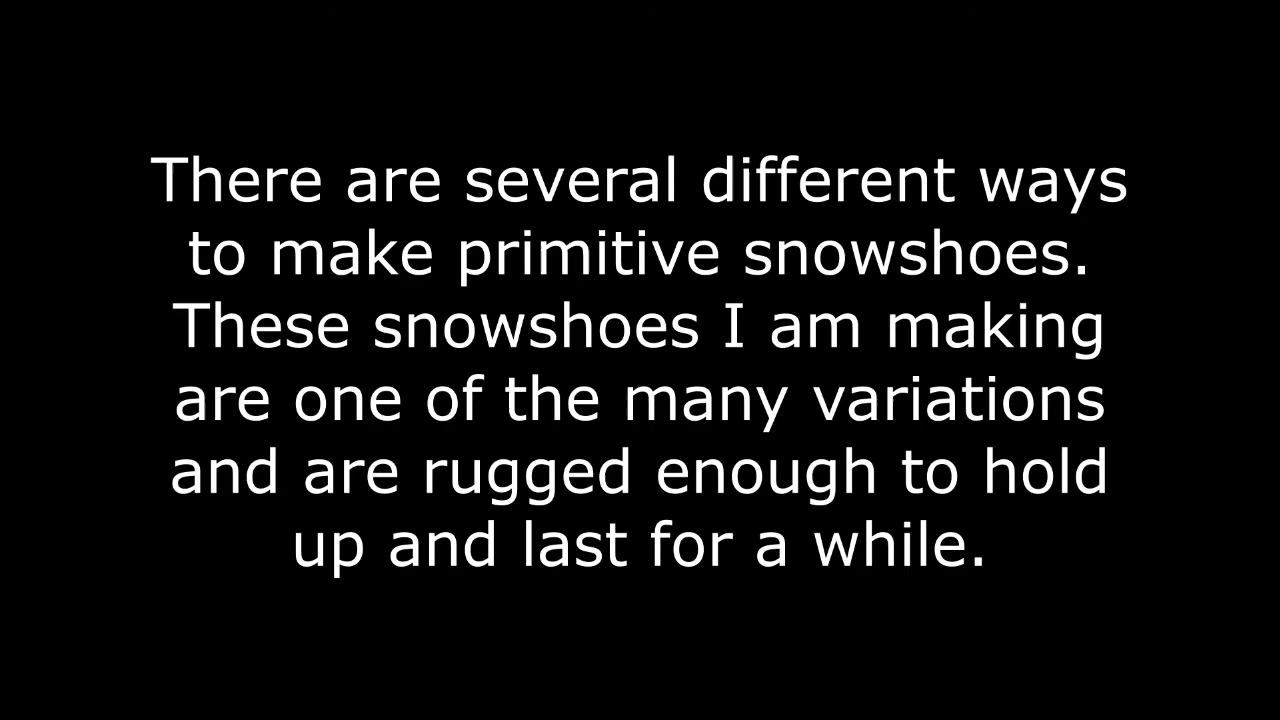 There are several different ways
to make primitive snowshoes.
These snowshoes I am making
are one of the many variations
and are rugged enough to hold
up and last for a while.